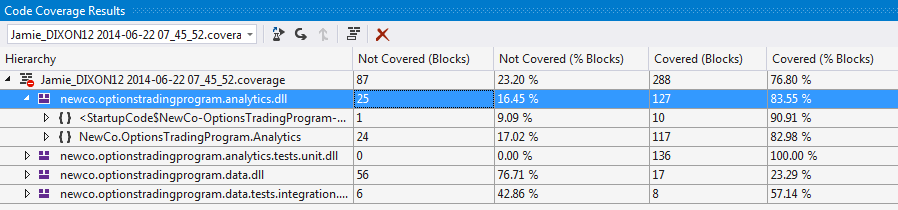 Code Coverage Results
Jamie_DIXON12 2014-06-22 07_45_52.covera
Hierarchy Not Covered (Blocks) Not Covered (% Blocks) Covered (Blocks) Covered (% Blocks)
Jamie_DIXON12 2014-06-22 07_45_52.coverage 87 23.20 % 288 76.80 %
newco.optionstradingprogram.analytics.dll 25 16.45 % 127 83.55 %
{ } <StartupCode$NewCo-OptionsTradingProgram-... 1 9.09 % 10 90.91 %
{ } NewCo.OptionsTradingProgram.Analytics 24 17.02 % 117 82.98 %
newco.optionstradingprogram.analytics.tests.unit.dll 0 0.00 % 136 100.00 %
newco.optionstradingprogram.data.dll 56 76.71 % 17 23.29 %
newco.optionstradingprogram.data.tests.integration.... 6 42.86 % 8 57.14 %